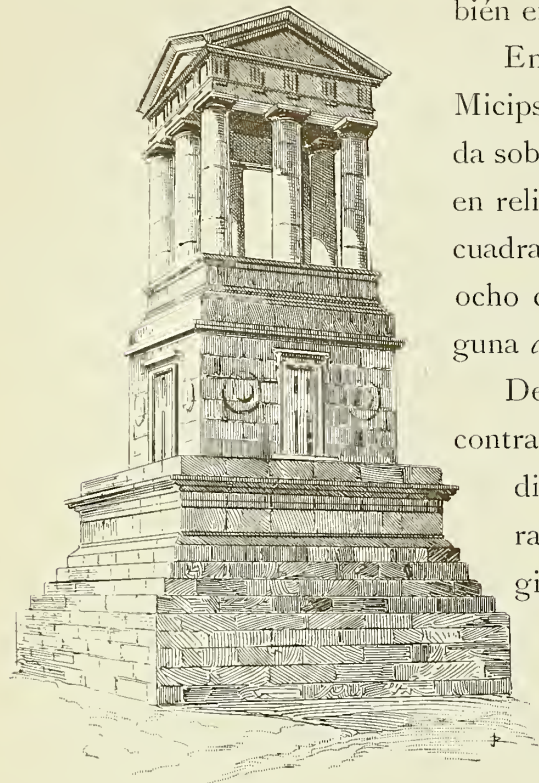 bién e
En
Micips
da sob
en reli
cuadra
ocho c
guna a
De
contra
di
ra
gi
R